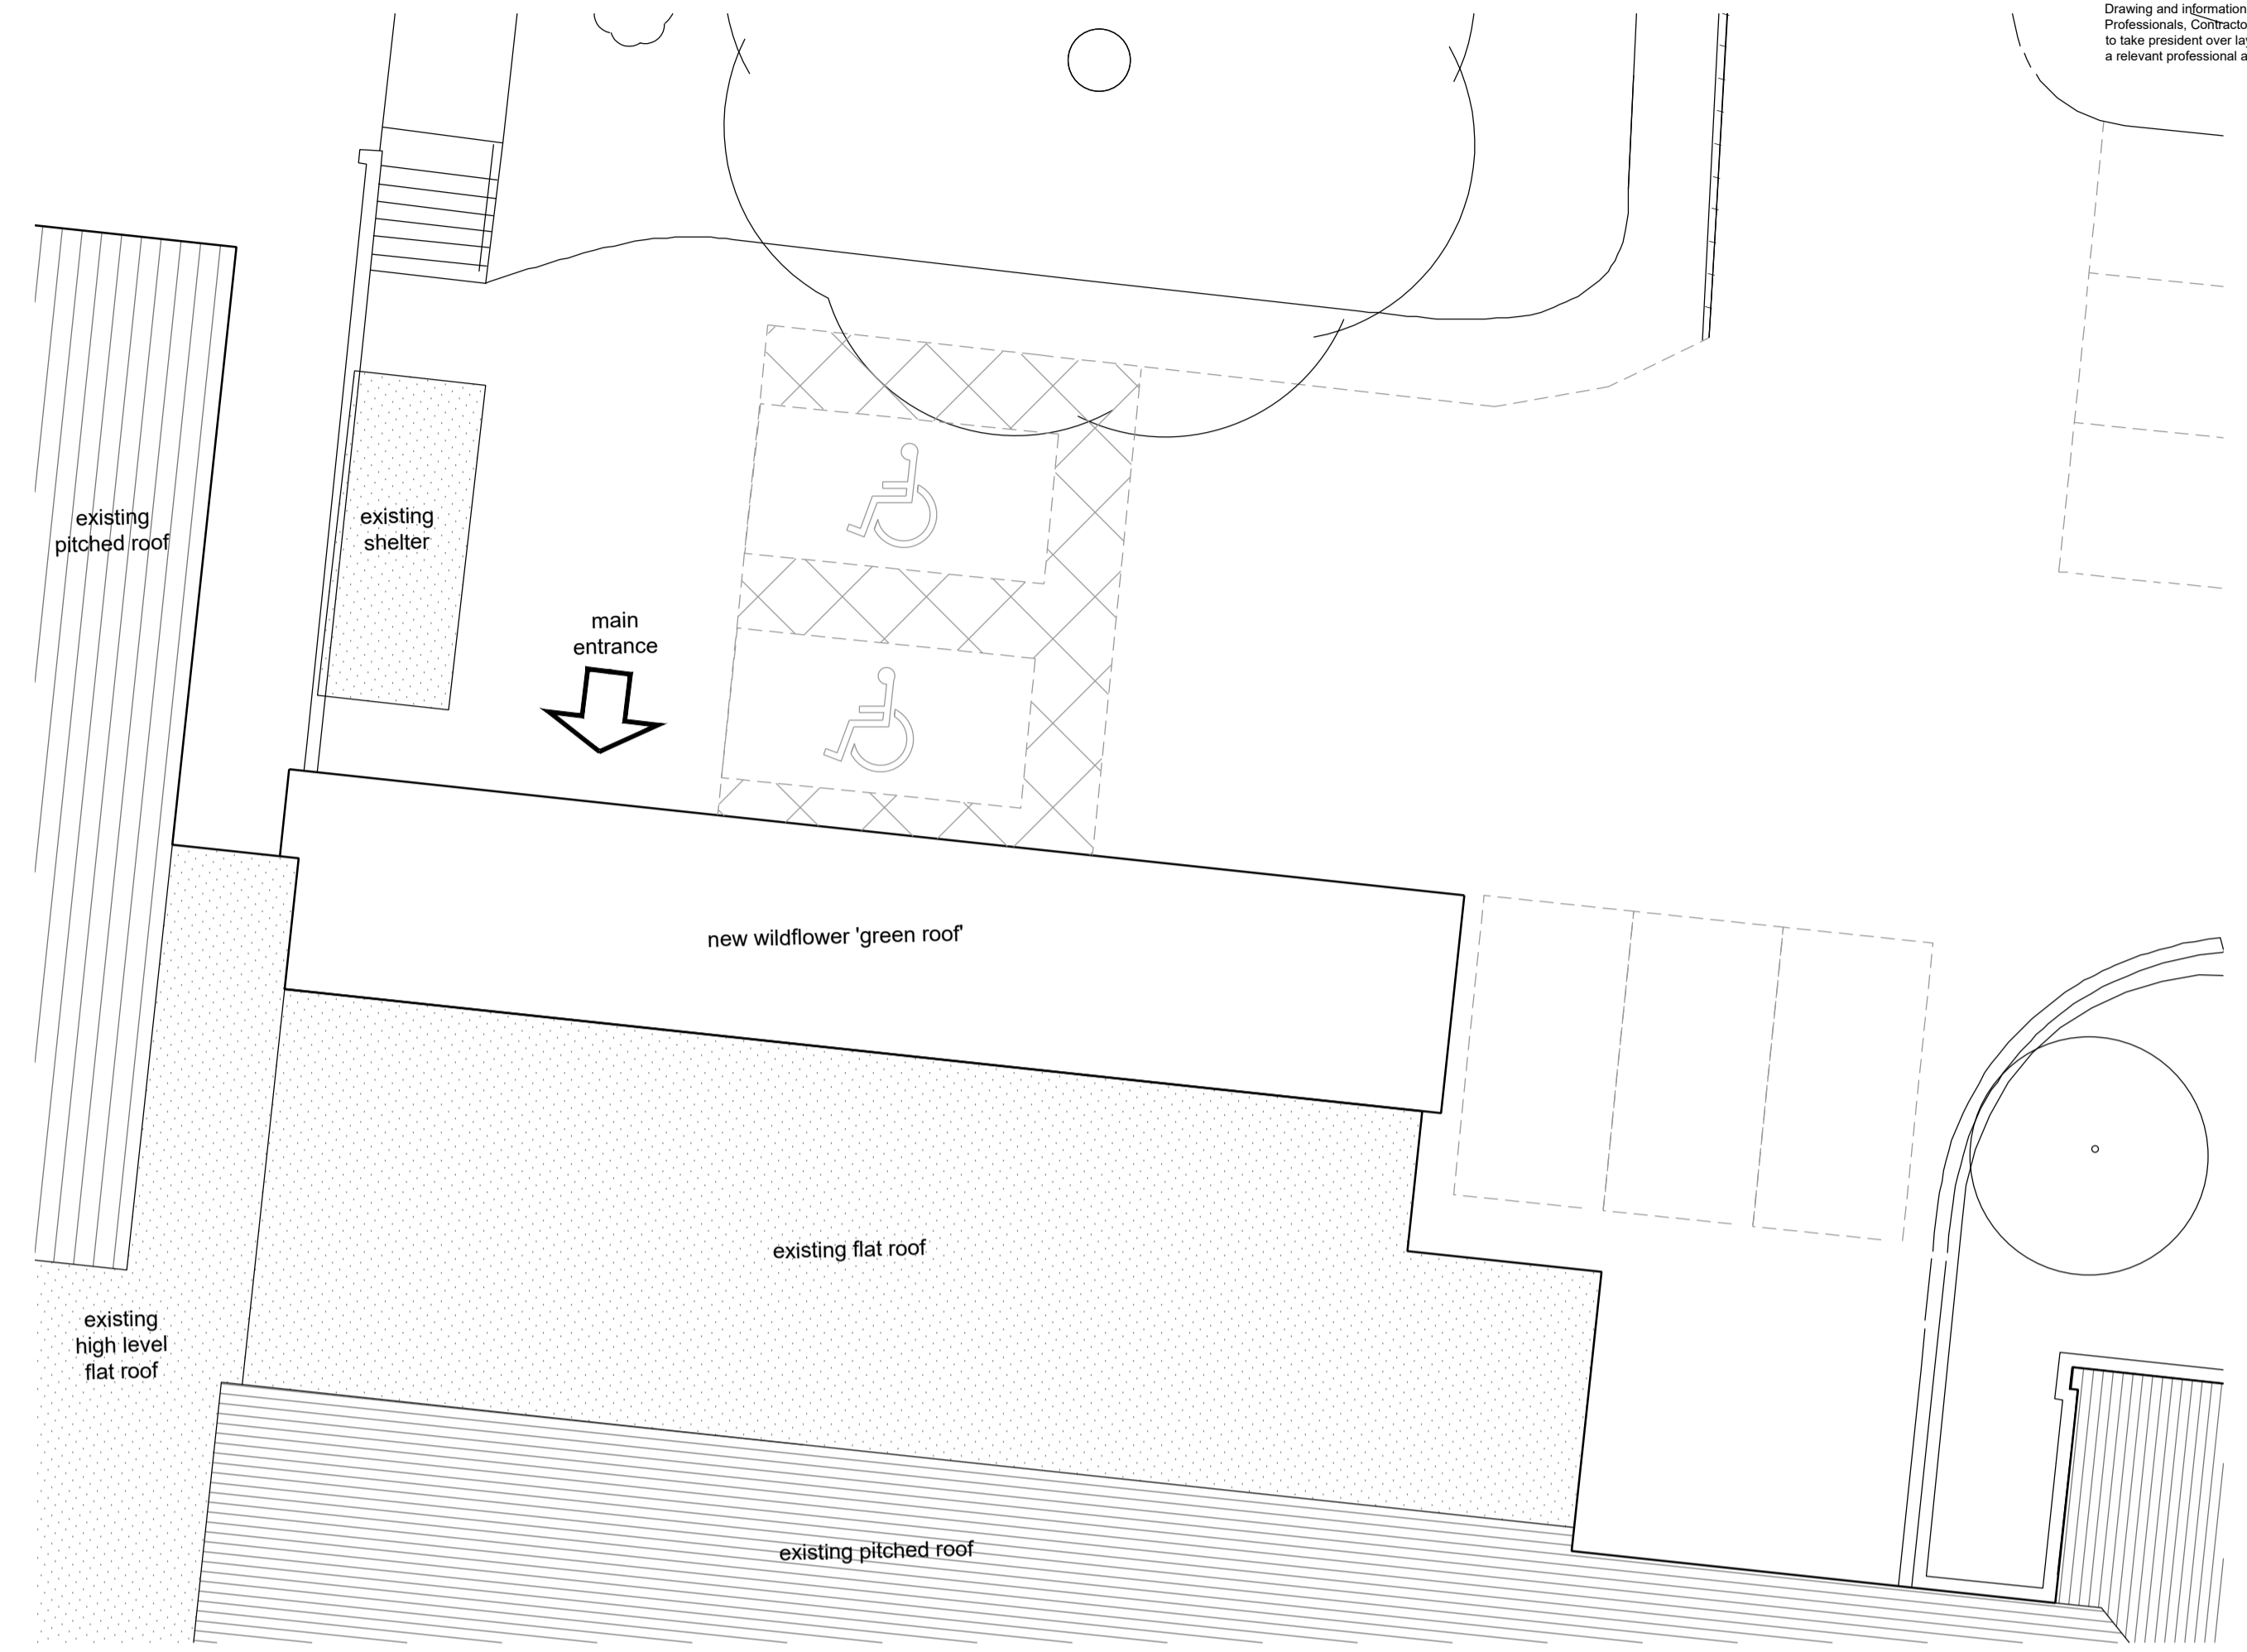 Drawing and information
Professionals, Contracto
to take president over la
a relevant professional a
existing
pitched roof
existing
shelter
main
entrance
new wildflower 'green roof'
existing flat roof
existing
high level
flat roof
existing pitched roof